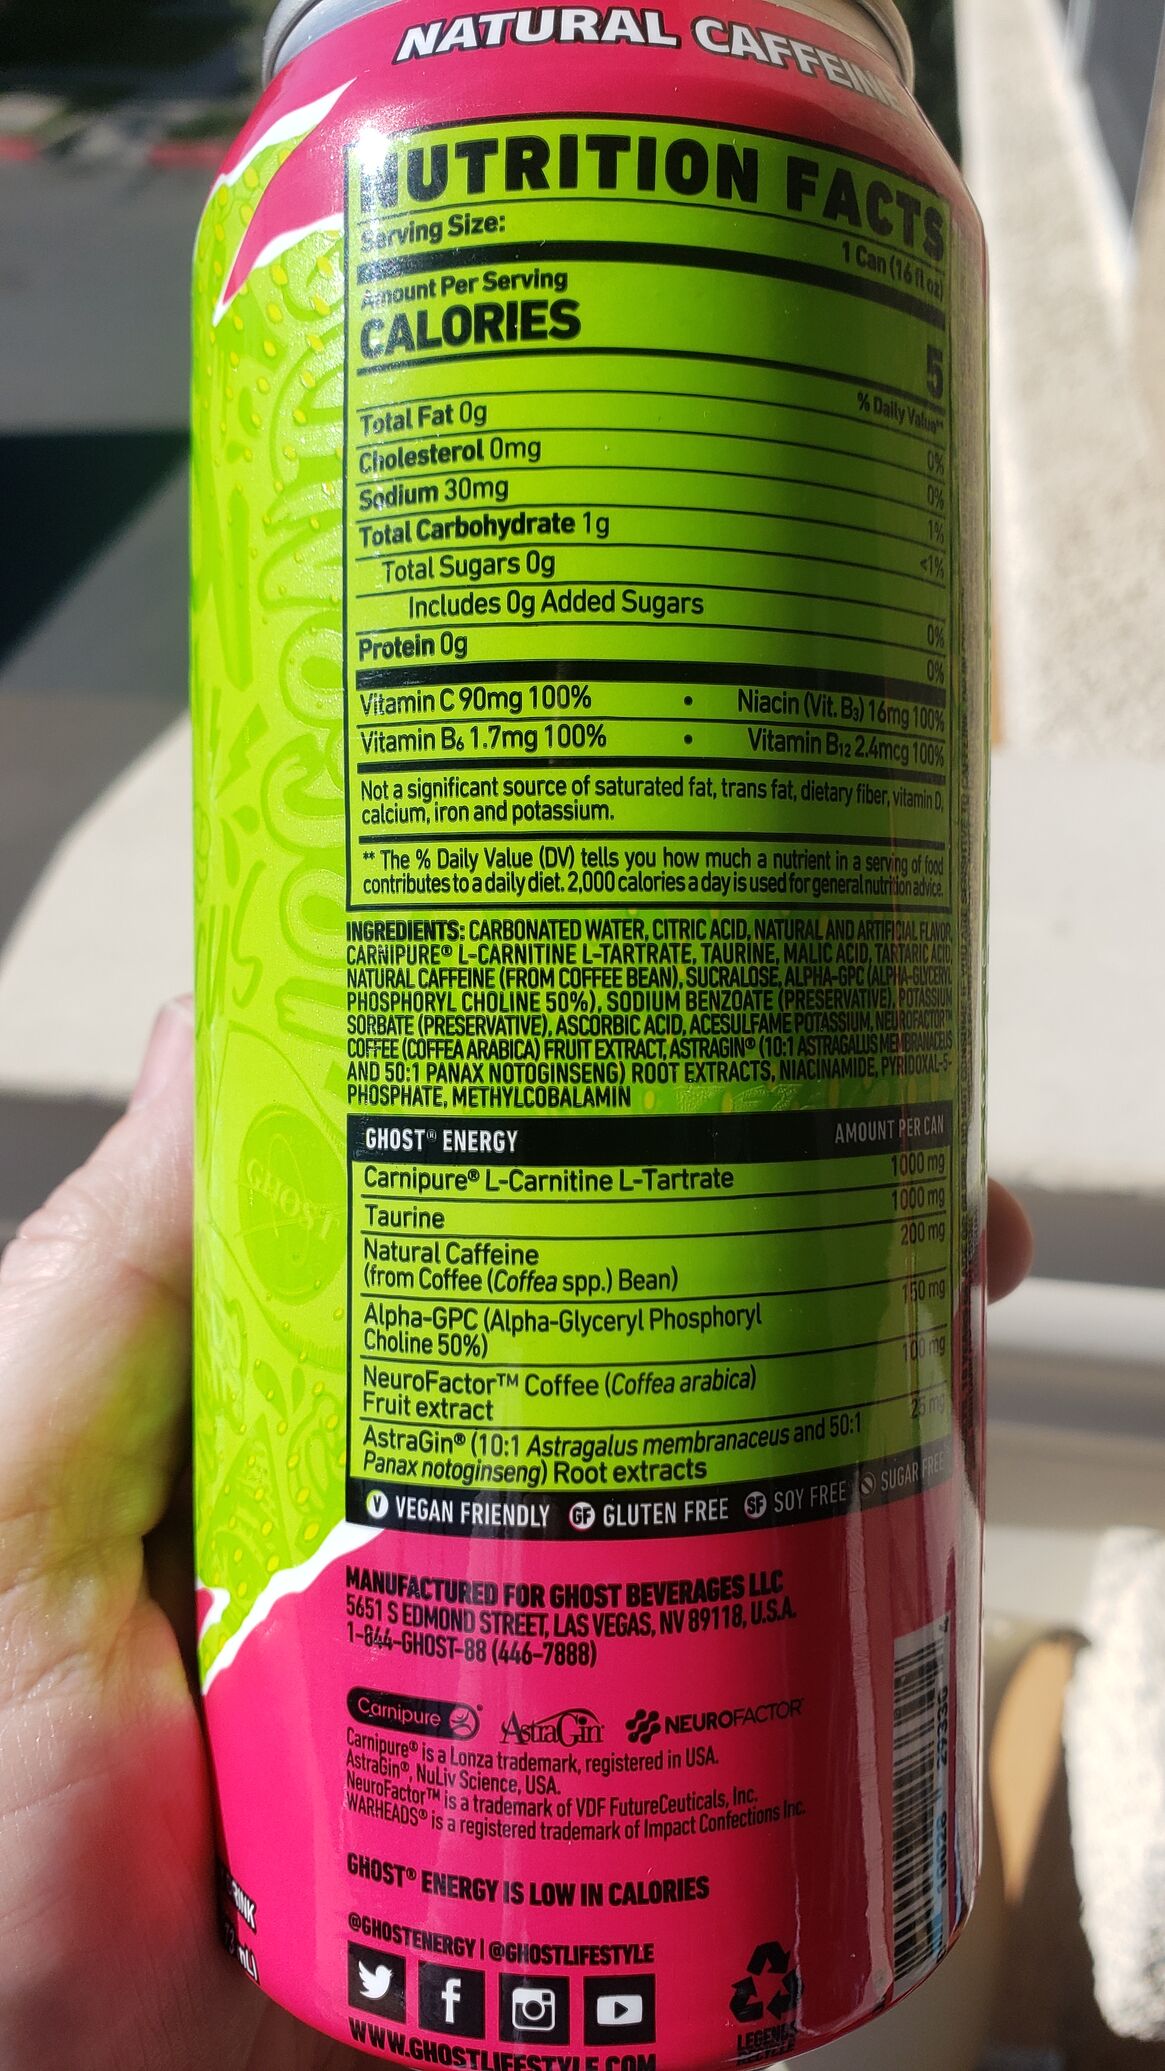 NATURAL CAFFEINE
NUTRITION FACTS
Serving Size: 1 Can (16 fl oz)
Amount Per Serving
CALORIES 5
% Daily Value**
Total Fat 0g 0%
Cholesterol 0mg 0%
Sodium 30mg 1%
Total Carbohydrate 1g <1%
Total Sugars 0g
Includes 0g Added Sugars 0%
Protein 0g 0%
Vitamin C 90mg 100% • Niacin (Vit. B3) 16mg 100%
Vitamin B6 1.7mg 100% • Vitamin B12 2.4mcg 100%
Not a significant source of saturated fat, trans fat, dietary fiber, vitamin D,
calcium, iron and potassium.
** The % Daily Value (DV) tells you how much a nutrient in a serving of food
contributes to a daily diet. 2,000 calories a day is used for general nutrition advice.
INGREDIENTS: CARBONATED WATER, CITRIC ACID, NATURAL AND ARTIFICIAL FLAVOR,
CARNIPURE® L-CARNITINE L-TARTRATE, TAURINE, MALIC ACID, TARTARIC ACID,
NATURAL CAFFEINE (FROM COFFEE BEAN), SUCRALOSE, ALPHA-GPC (ALPHA-GLYCERYL
PHOSPHORYL CHOLINE 50%), SODIUM BENZOATE (PRESERVATIVE), POTASSIUM
SORBATE (PRESERVATIVE), ASCORBIC ACID, ACESULFAME POTASSIUM, NEUROFACTOR™
COFFEE (COFFEA ARABICA) FRUIT EXTRACT, ASTRAGIN® (10:1 ASTRAGALUS MEMBRANACEUS
AND 50:1 PANAX NOTOGINSENG) ROOT EXTRACTS, NIACINAMIDE, PYRIDOXAL-5-
PHOSPHATE, METHYLCOBALAMIN
GHOST® ENERGY AMOUNT PER CAN
Carnipure® L-Carnitine L-Tartrate 1000 mg
Taurine 1000 mg
Natural Caffeine 200 mg
(from Coffee (Coffea spp.) Bean)
Alpha-GPC (Alpha-Glyceryl Phosphoryl 150 mg
Choline 50%)
NeuroFactor™ Coffee (Coffea arabica) 100 mg
Fruit extract
AstraGin® (10:1 Astragalus membranaceus and 50:1 25 mg
Panax notoginseng) Root extracts
V VEGAN FRIENDLY GF GLUTEN FREE SF SOY FREE SUGAR FREE
MANUFACTURED FOR GHOST BEVERAGES LLC
5651 S EDMOND STREET, LAS VEGAS, NV 89118, U.S.A.
1-844-GHOST-88 (446-7888)
Carnipure® AstraGin® NEUROFACTOR
Carnipure® is a Lonza trademark, registered in USA.
AstraGin®, NuLiv Science, USA.
NeuroFactor™ is a trademark of VDF FutureCeuticals, Inc.
WARHEADS® is a registered trademark of Impact Confections Inc.
GHOST® ENERGY IS LOW IN CALORIES
@GHOSTENERGY | @GHOSTLIFESTYLE
WWW.GHOSTLIFESTYLE.COM
LEGENDS
RECYCLE
GHOST